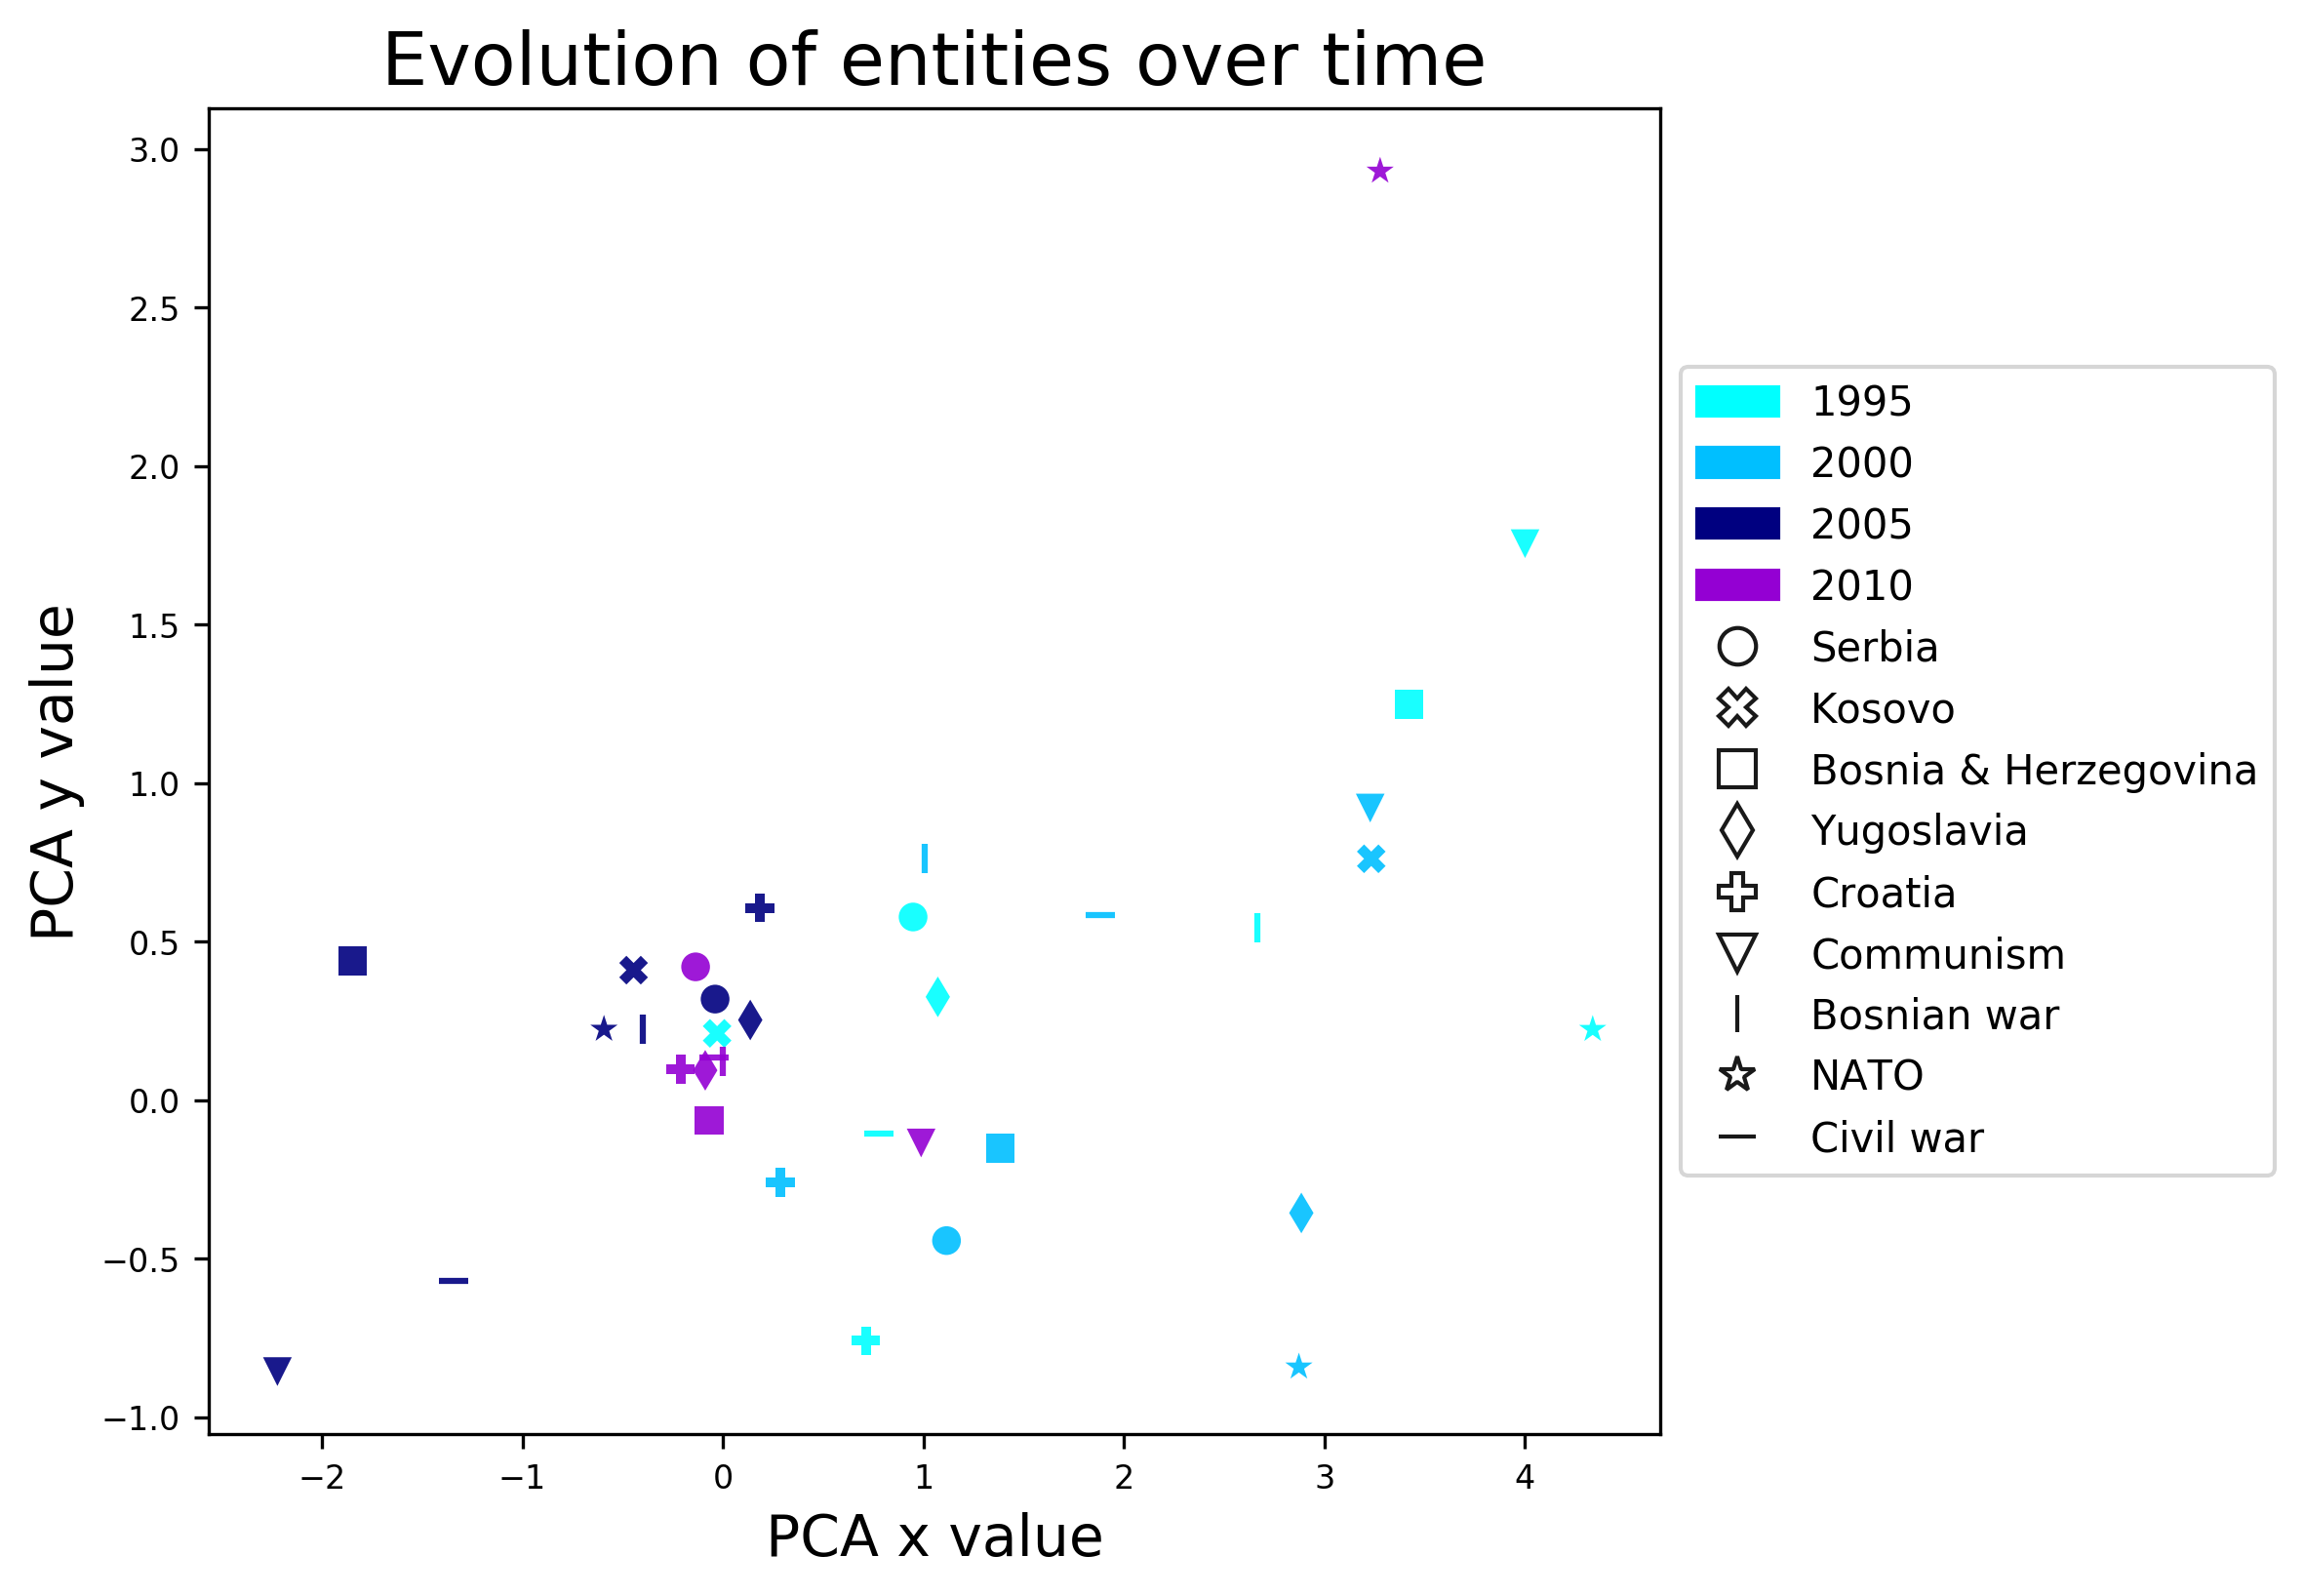 Evolution of entities over time
3.0
2.5
2.0
1.5
1.0
0.5
0.0
−0.5
−1.0
PCA y value
−2 −1 0 1 2 3 4
PCA x value
1995
2000
2005
2010
Serbia
Kosovo
Bosnia & Herzegovina
Yugoslavia
Croatia
Communism
Bosnian war
NATO
Civil war